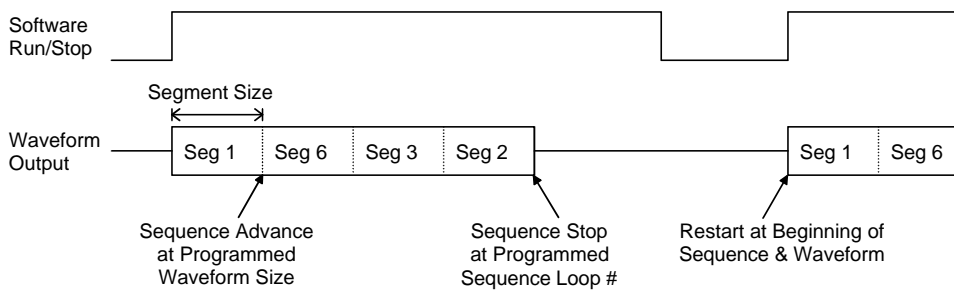 Software
Run/Stop
Segment Size
Waveform
Output
Seg 1
Seg 6
Seg 3
Seg 2
Seg 1
Seg 6
Sequence Advance
at Programmed
Waveform Size
Sequence Stop
at Programmed
Sequence Loop #
Restart at Beginning of
Sequence & Waveform